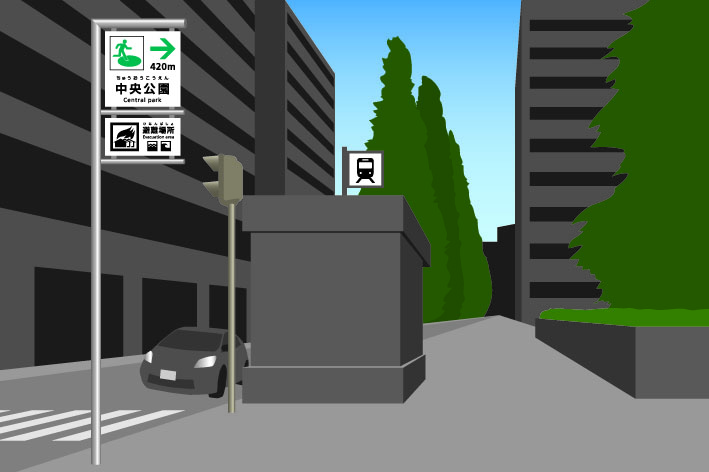 420m
ちゅうおうこうえん
中央公園
Central park
ひなんばしょ
避難場所
Evacuation area